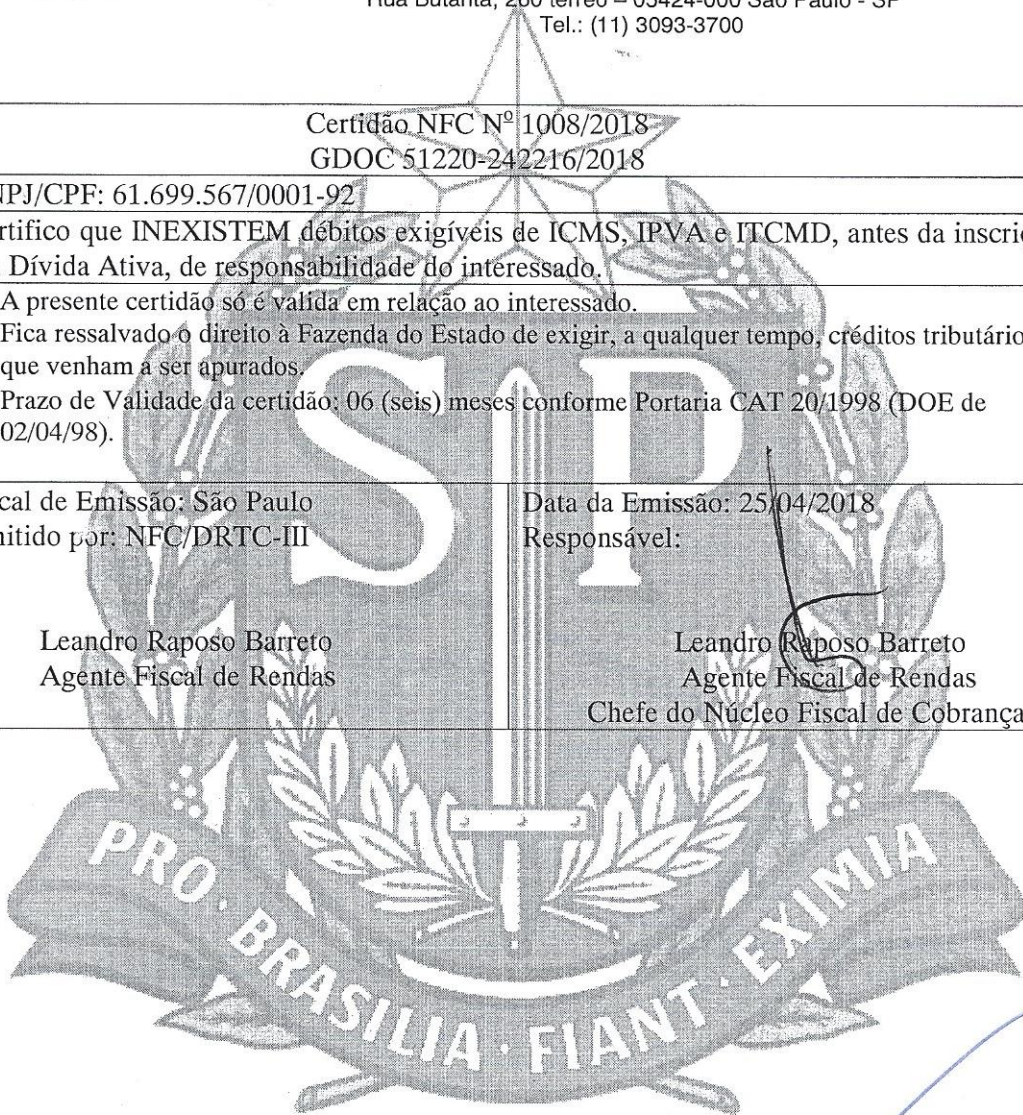 Rua Butantã, 260 térreo – 05424-000 São Paulo - SP
Tel.: (11) 3093-3700
Certidão NFC Nº 1008/2018
GDOC 51220-242216/2018
NPJ/CPF: 61.699.567/0001-92
rtifico que INEXISTEM débitos exigíveis de ICMS, IPVA e ITCMD, antes da inscriç
Dívida Ativa, de responsabilidade do interessado.
A presente certidão só é valida em relação ao interessado.
Fica ressalvado o direito à Fazenda do Estado de exigir, a qualquer tempo, créditos tributário
que venham a ser apurados.
Prazo de Validade da certidão: 06 (seis) meses conforme Portaria CAT 20/1998 (DOE de
02/04/98).
cal de Emissão: São Paulo
Data da Emissão: 25/04/2018
nitido por: NFC/DRTC-III
Responsável:
Leandro Raposo Barreto
Agente Fiscal de Rendas
Leandro Raposo Barreto
Agente Fiscal de Rendas
Chefe do Núcleo Fiscal de Cobrança
SP
PRO · BRASILIA · FIANT · EXIMIA